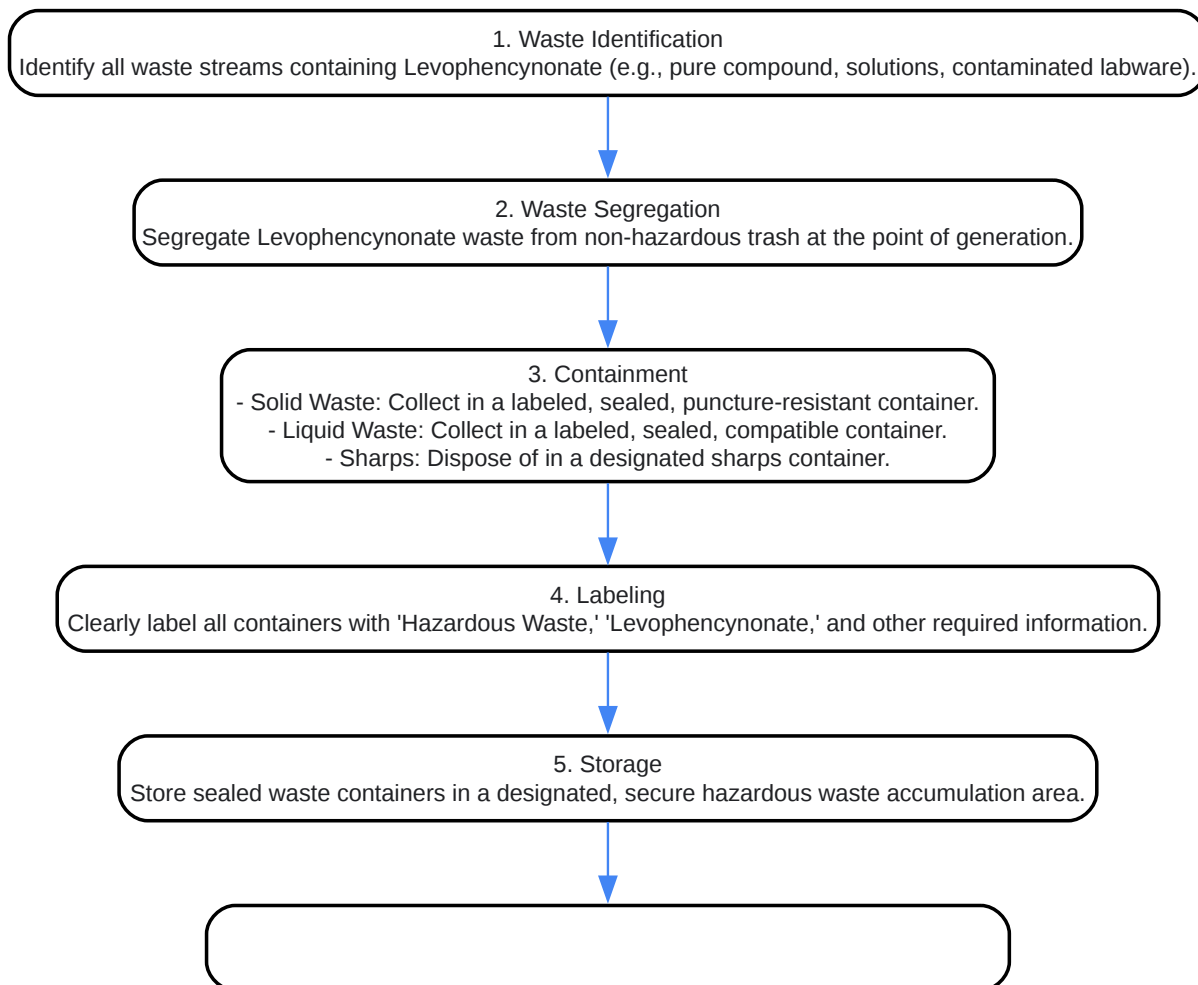 1. Waste Identification
Identify all waste streams containing Levophencynonate (e.g., pure compound, solutions, contaminated labware).
2. Waste Segregation
Segregate Levophencynonate waste from non-hazardous trash at the point of generation.
3. Containment
- Solid Waste: Collect in a labeled, sealed, puncture-resistant container.
- Liquid Waste: Collect in a labeled, sealed, compatible container.
- Sharps: Dispose of in a designated sharps container.
4. Labeling
Clearly label all containers with 'Hazardous Waste,' 'Levophencynonate,' and other required information.
5. Storage
Store sealed waste containers in a designated, secure hazardous waste accumulation area.